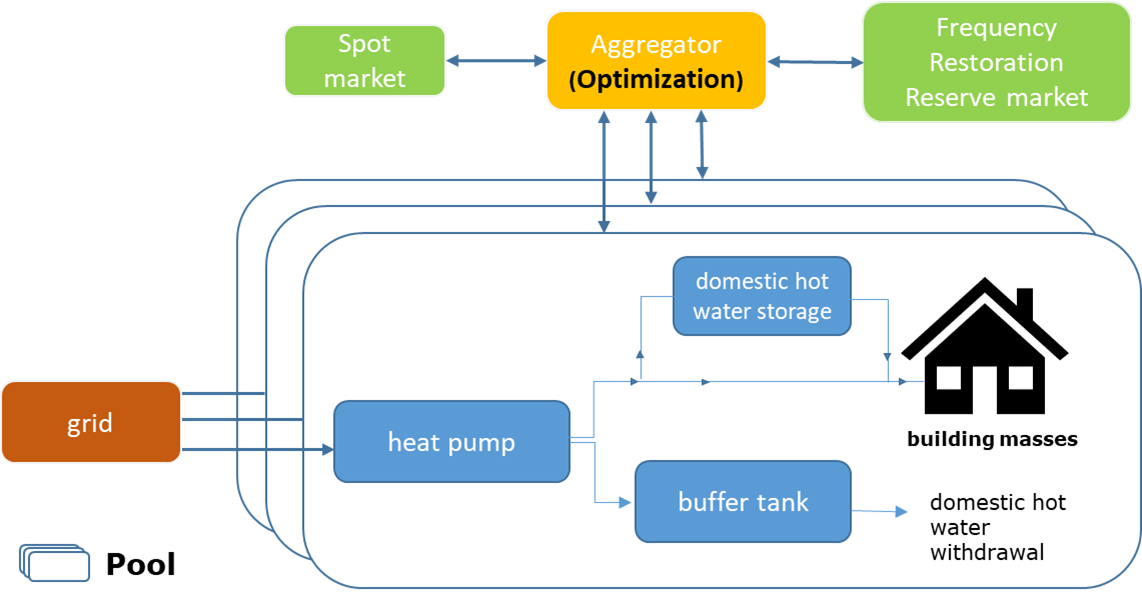 Spot
market
Aggregator
(Optimization)
Frequency
Restoration
Reserve market
domestic hot
water storage
grid
heat pump
building masses
buffer tank
domestic hot
water
withdrawal
Pool